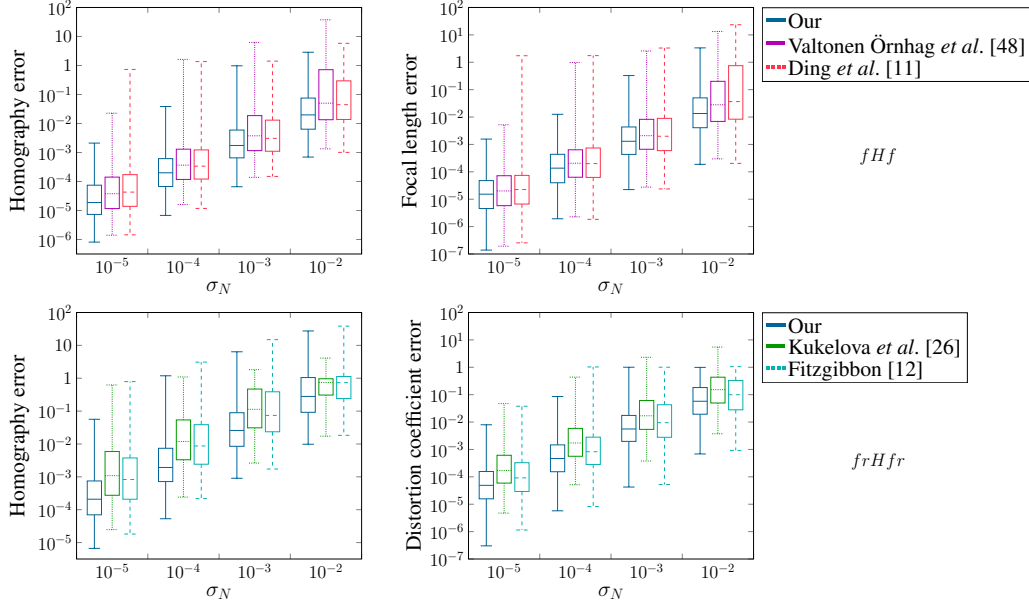 Homography error
10^2
10
1
10^-1
10^-2
10^-3
10^-4
10^-5
10^-6
10^-5 10^-4 10^-3 10^-2
σ_N
Focal length error
10^2
10
1
10^-1
10^-2
10^-3
10^-4
10^-5
10^-6
10^-7
10^-5 10^-4 10^-3 10^-2
σ_N
Our
Valtonen Örnhag et al. [48]
Ding et al. [11]
fHf
Homography error
10^2
10
1
10^-1
10^-2
10^-3
10^-4
10^-5
10^-5 10^-4 10^-3 10^-2
σ_N
Distortion coefficient error
10^2
10
1
10^-1
10^-2
10^-3
10^-4
10^-5
10^-6
10^-7
10^-5 10^-4 10^-3 10^-2
σ_N
Our
Kukelova et al. [26]
Fitzgibbon [12]
frHfr